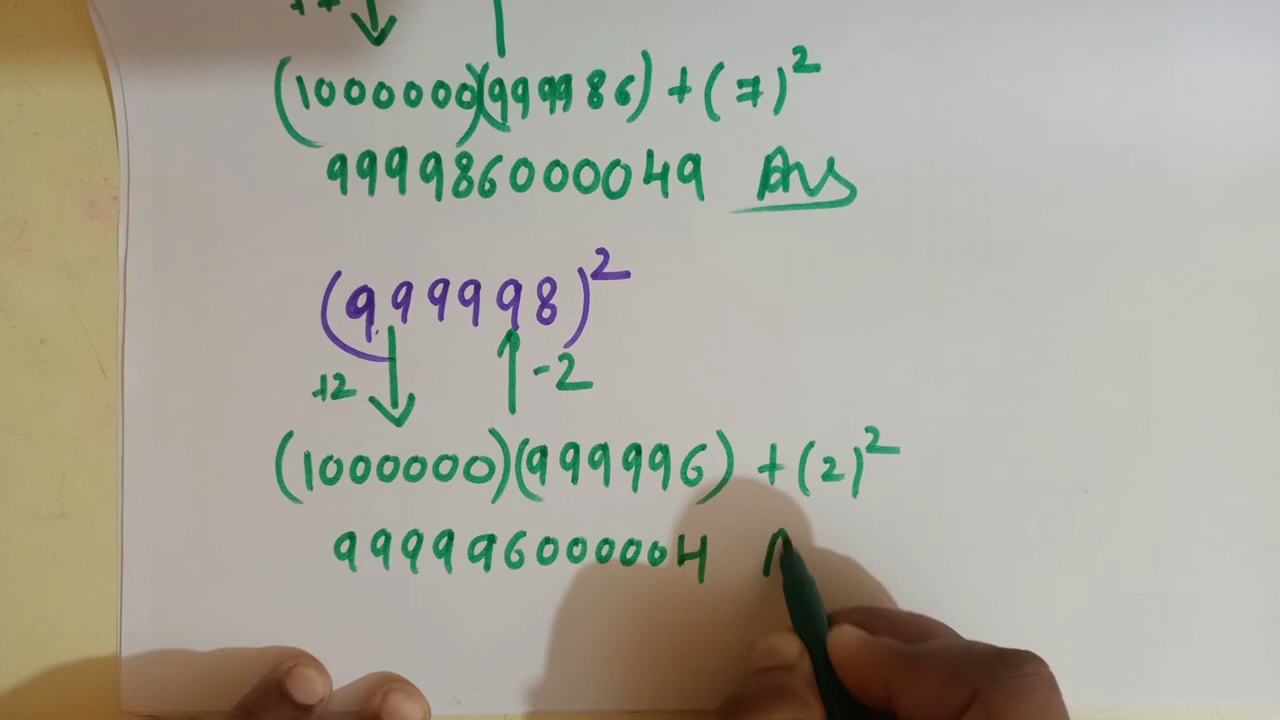 (1000000)(999986) + (7)²
999986000049 Ans
(999998)²
+2 -2
(1000000)(999996) + (2)²
999996000004